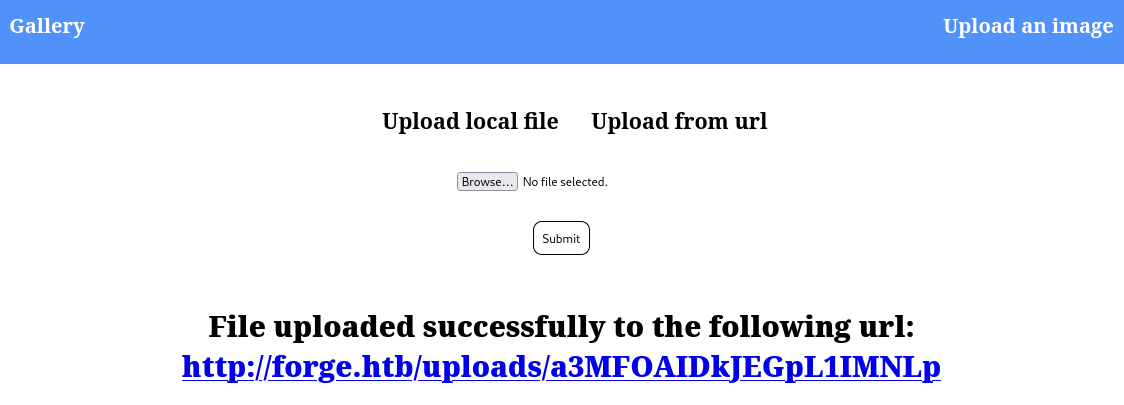 Gallery Upload an image
Upload local file Upload from url
Browse... No file selected.
Submit
File uploaded successfully to the following url:
http://forge.htb/uploads/a3MFOAIDkJEGpL1IMNLp